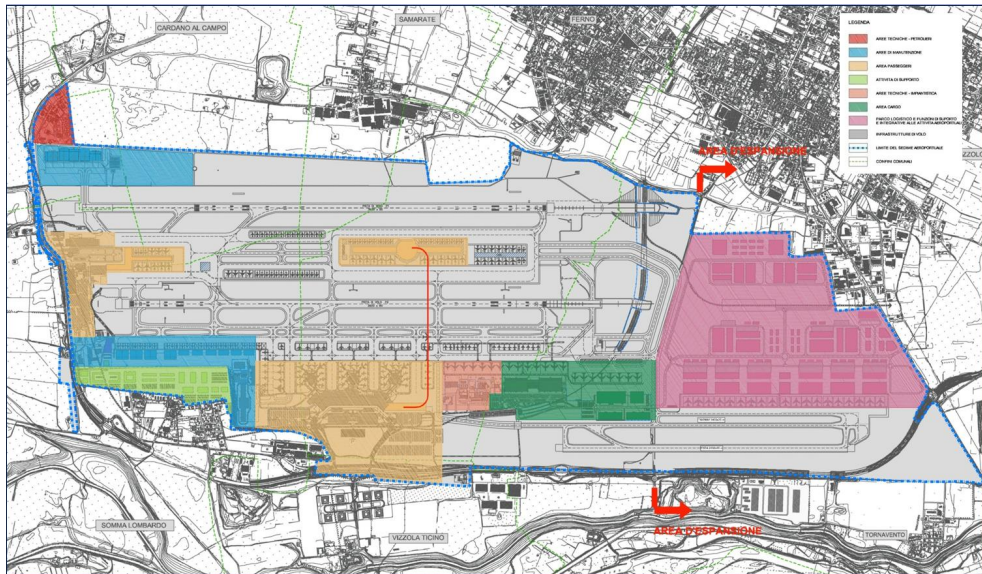 CARDANO AL CAMPO
SAMARATE
FERNO
LEGENDA
AREE TECNICHE - PETROLIERI
AREE DI MANUTENZIONE
AREA PASSEGGERI
ATTIVITÀ DI SUPPORTO
AREE TECNICHE - IMPIANTISTICA
AREA CARGO
PARCO LOGISTICO E FUNZIONI DI SUPPORTO
E INTEGRATIVE ALLE ATTIVITÀ AEROPORTUALI
INFRASTRUTTURE DI VOLO
LIMITE DEL SEDIME AEROPORTUALE
CONFINI COMUNALI
AREA D'ESPANSIONE
AREA D'ESPANSIONE
SOMMA LOMBARDO
VIZZOLA TICINO
TORNAVENTO